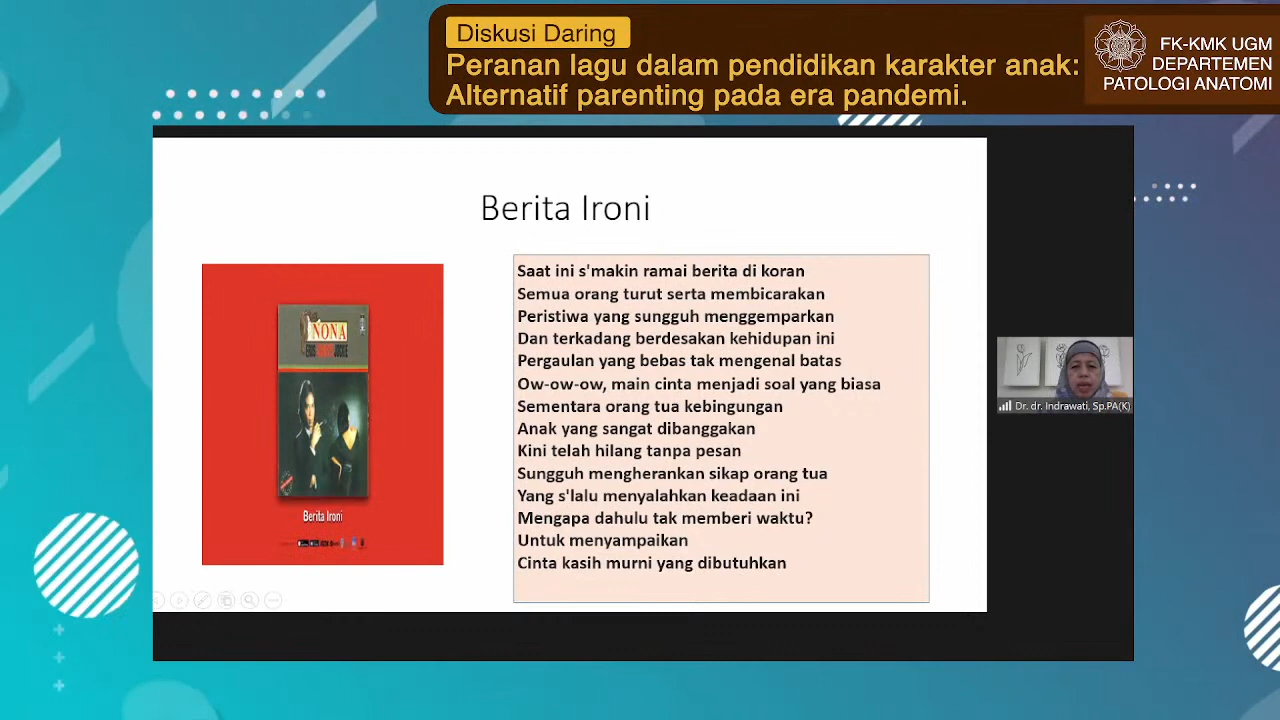 Diskusi Daring
Peranan lagu dalam pendidikan karakter anak:
Alternatif parenting pada era pandemi.
FK-KMK UGM
DEPARTEMEN
PATOLOGI ANATOMI
Berita Ironi
NONA
Berita Ironi
Saat ini s'makin ramai berita di koran
Semua orang turut serta membicarakan
Peristiwa yang sungguh menggemparkan
Dan terkadang berdesakan kehidupan ini
Pergaulan yang bebas tak mengenal batas
Ow-ow-ow, main cinta menjadi soal yang biasa
Sementara orang tua kebingungan
Anak yang sangat dibanggakan
Kini telah hilang tanpa pesan
Sungguh mengherankan sikap orang tua
Yang s'lalu menyalahkan keadaan ini
Mengapa dahulu tak memberi waktu?
Untuk menyampaikan
Cinta kasih murni yang dibutuhkan
Dr. dr. Indrawati, Sp.PA(K)